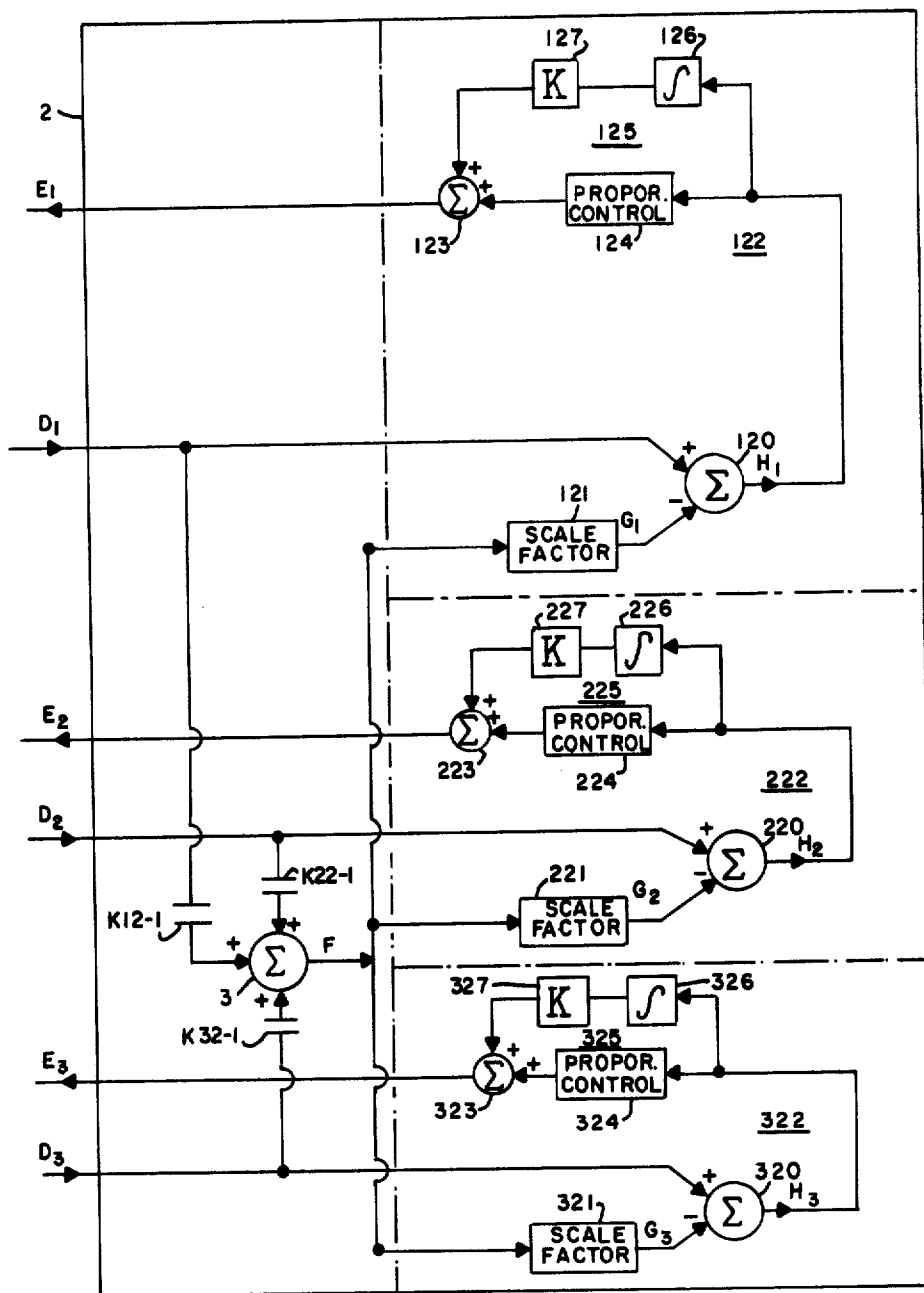 127
126
2
K
∫
125
E1
+
+
Σ
PROPOR.
CONTROL
123
124
122
D1
+
120
H1
Σ
-
121
G1
SCALE
FACTOR
227
226
K
∫
225
E2
+
+
Σ
PROPOR.
CONTROL
223
224
222
D2
+
220
H2
K22-1
Σ
-
221
G2
K12-1
+
SCALE
FACTOR
+
Σ
F
3
+
327
326
K
∫
K32-1
325
E3
+
+
Σ
PROPOR.
CONTROL
323
324
322
D3
+
320
H3
Σ
-
321
G3
SCALE
FACTOR